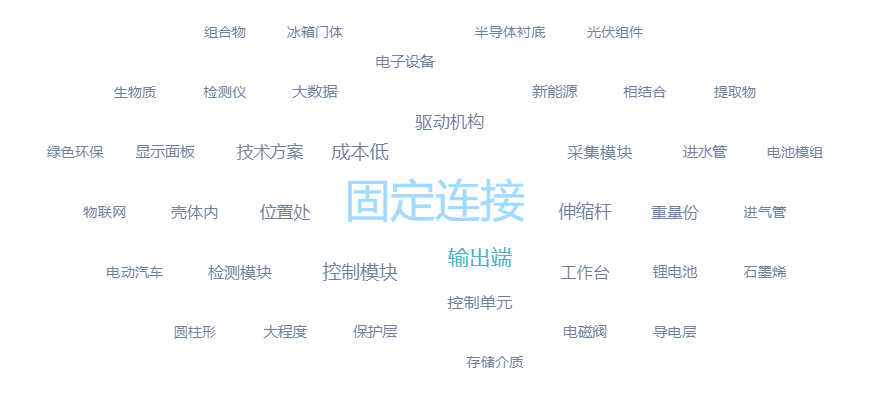 组合物 冰箱门体 半导体衬底 光伏组件
电子设备
生物质 检测仪 大数据 新能源 相结合 提取物
驱动机构
绿色环保 显示面板 技术方案 成本低 采集模块 进水管 电池模组
固定连接
物联网 壳体内 位置处 伸缩杆 重量份 进气管
输出端
电动汽车 检测模块 控制模块 工作台 锂电池 石墨烯
控制单元
圆柱形 大程度 保护层 电磁阀 导电层
存储介质